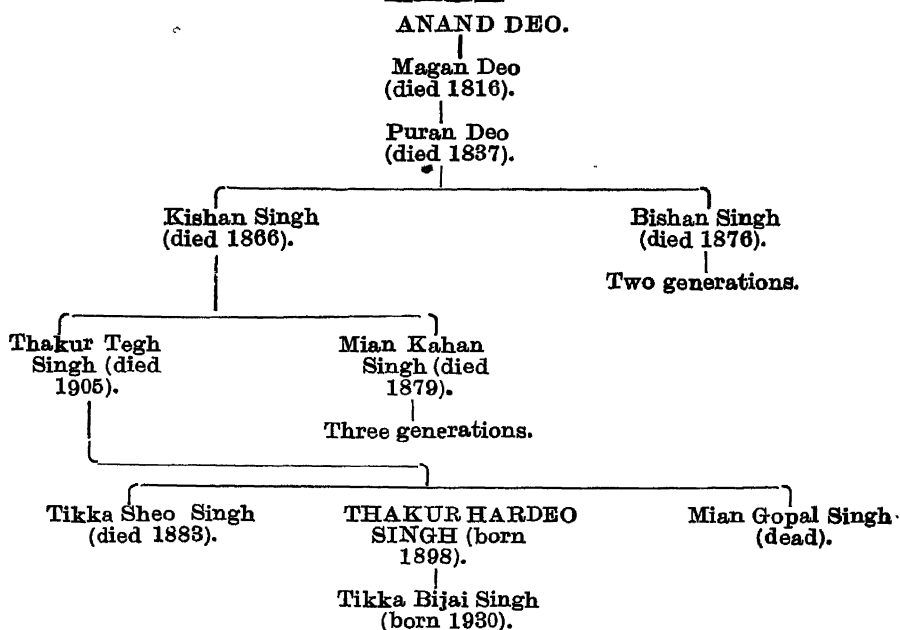 ANAND DEO.
Magan Deo
(died 1816).
Puran Deo
(died 1837).
Kishan Singh
(died 1866).
Bishan Singh
(died 1876).
Two generations.
Thakur Tegh
Singh (died
1905).
Mian Kahan
Singh (died
1879).
Three generations.
Tikka Sheo Singh
(died 1883).
THAKUR HARDEO
SINGH (born
1898).
Mian Gopal Singh
(dead).
Tikka Bijai Singh
(born 1930).